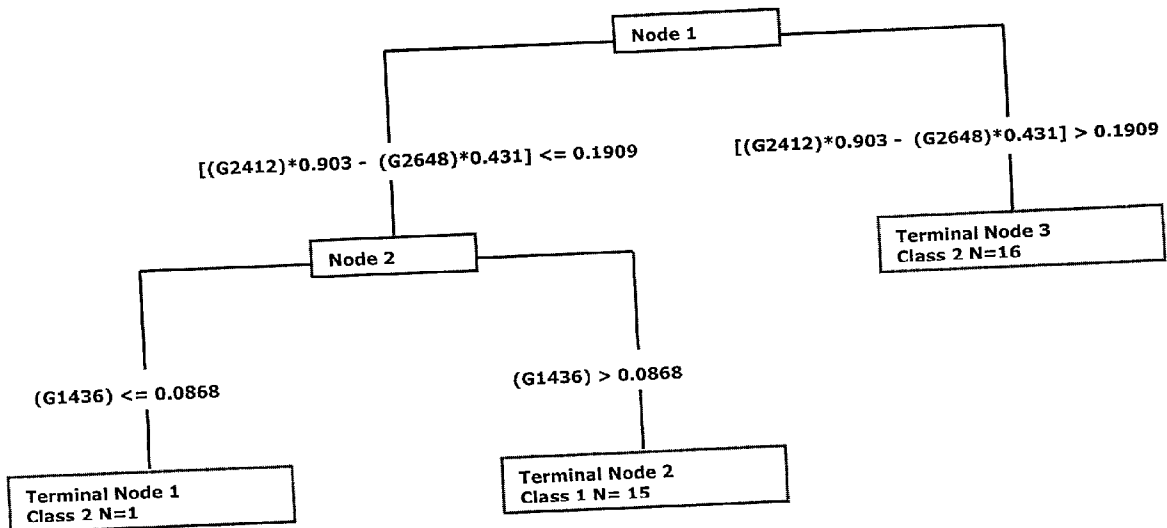 Node 1
[(G2412)*0.903 - (G2648)*0.431] <= 0.1909
[(G2412)*0.903 - (G2648)*0.431] > 0.1909
Terminal Node 3
Class 2 N=16
Node 2
(G1436) <= 0.0868
(G1436) > 0.0868
Terminal Node 1
Class 2 N=1
Terminal Node 2
Class 1 N= 15